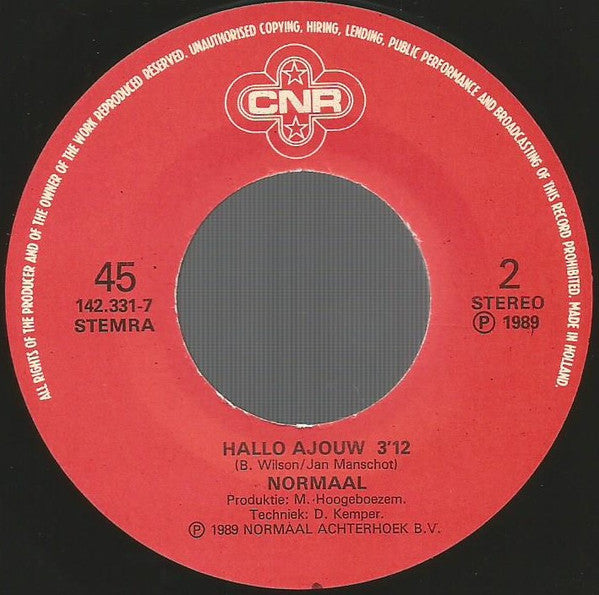 ALL RIGHTS OF THE PRODUCER AND OF THE OWNER OF THE WORK REPRODUCED RESERVED. UNAUTHORISED COPYING, HIRING, LENDING, PUBLIC PERFORMANCE AND BROADCASTING OF THIS RECORD PROHIBITED. MADE IN HOLLAND.
CNR
45
142.331-7
STEMRA
2
STEREO
Ⓟ 1989
HALLO AJOUW 3'12
(B. Wilson/Jan Manschot)
NORMAAL
Produktie: M. Hoogeboezem.
Techniek: D. Kemper.
Ⓟ 1989 NORMAAL ACHTERHOEK B.V.